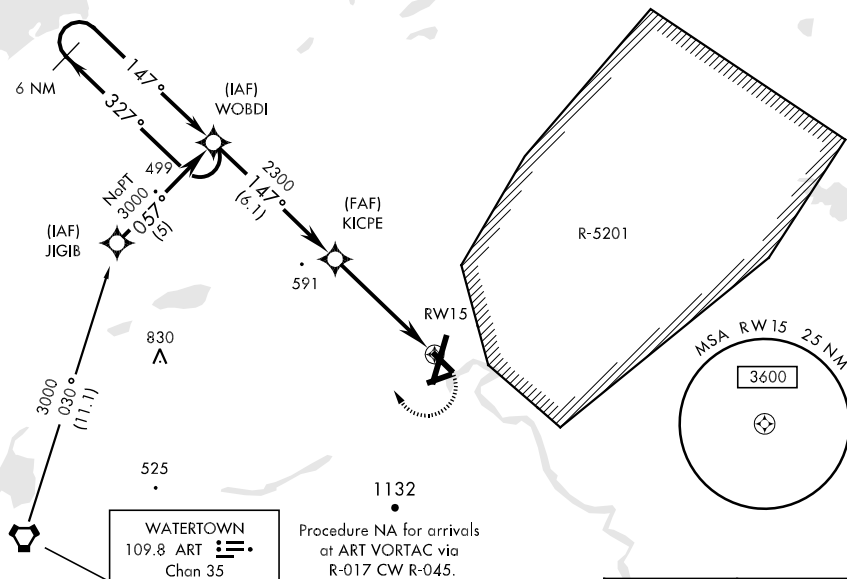 6 NM
147°
327°
(IAF)
WOBDI
NoPT
3000
057°
(5)
499
2300
147°
(6.1)
(FAF)
KICPE
(IAF)
JIGIB
591
R-5201
RW15
830
MSA RW 15 25 NM
3600
3000
030°
(11.1)
525
1132
WATERTOWN
109.8 ART
Chan 35
Procedure NA for arrivals
at ART VORTAC via
R-017 CW R-045.